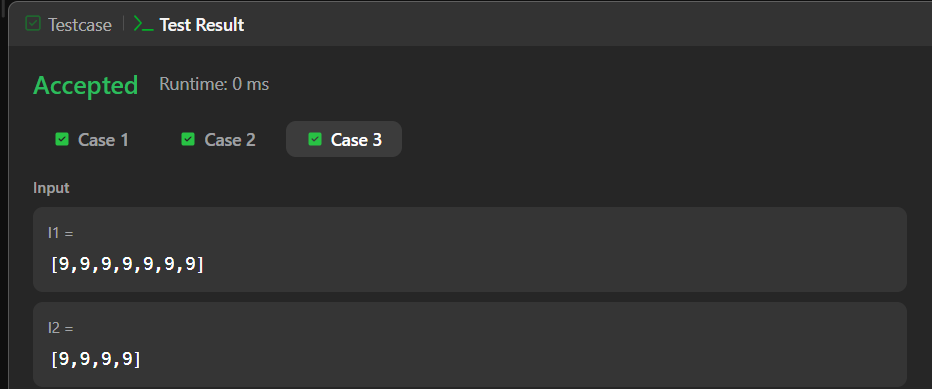 Testcase Test Result
Accepted Runtime: 0 ms
Case 1 Case 2 Case 3
Input
l1 =
[9,9,9,9,9,9,9]
l2 =
[9,9,9,9]